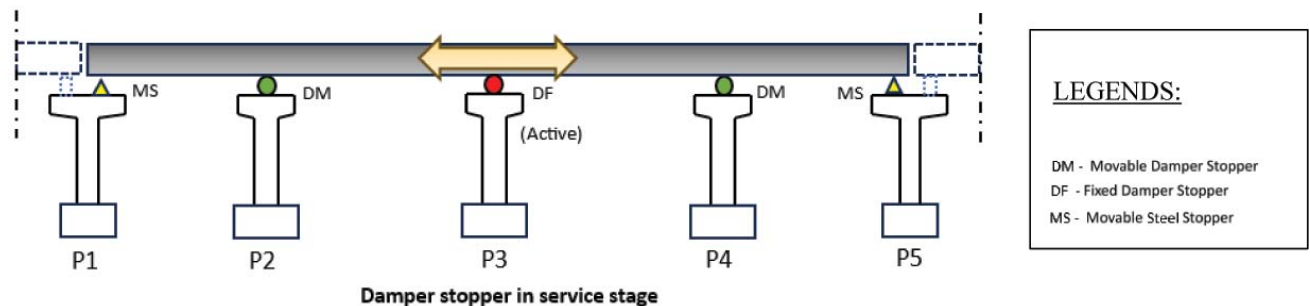 MS
DM
DF
(Active)
DM
MS
P1
P2
P3
P4
P5
Damper stopper in service stage
LEGENDS:
DM - Movable Damper Stopper
DF - Fixed Damper Stopper
MS - Movable Steel Stopper